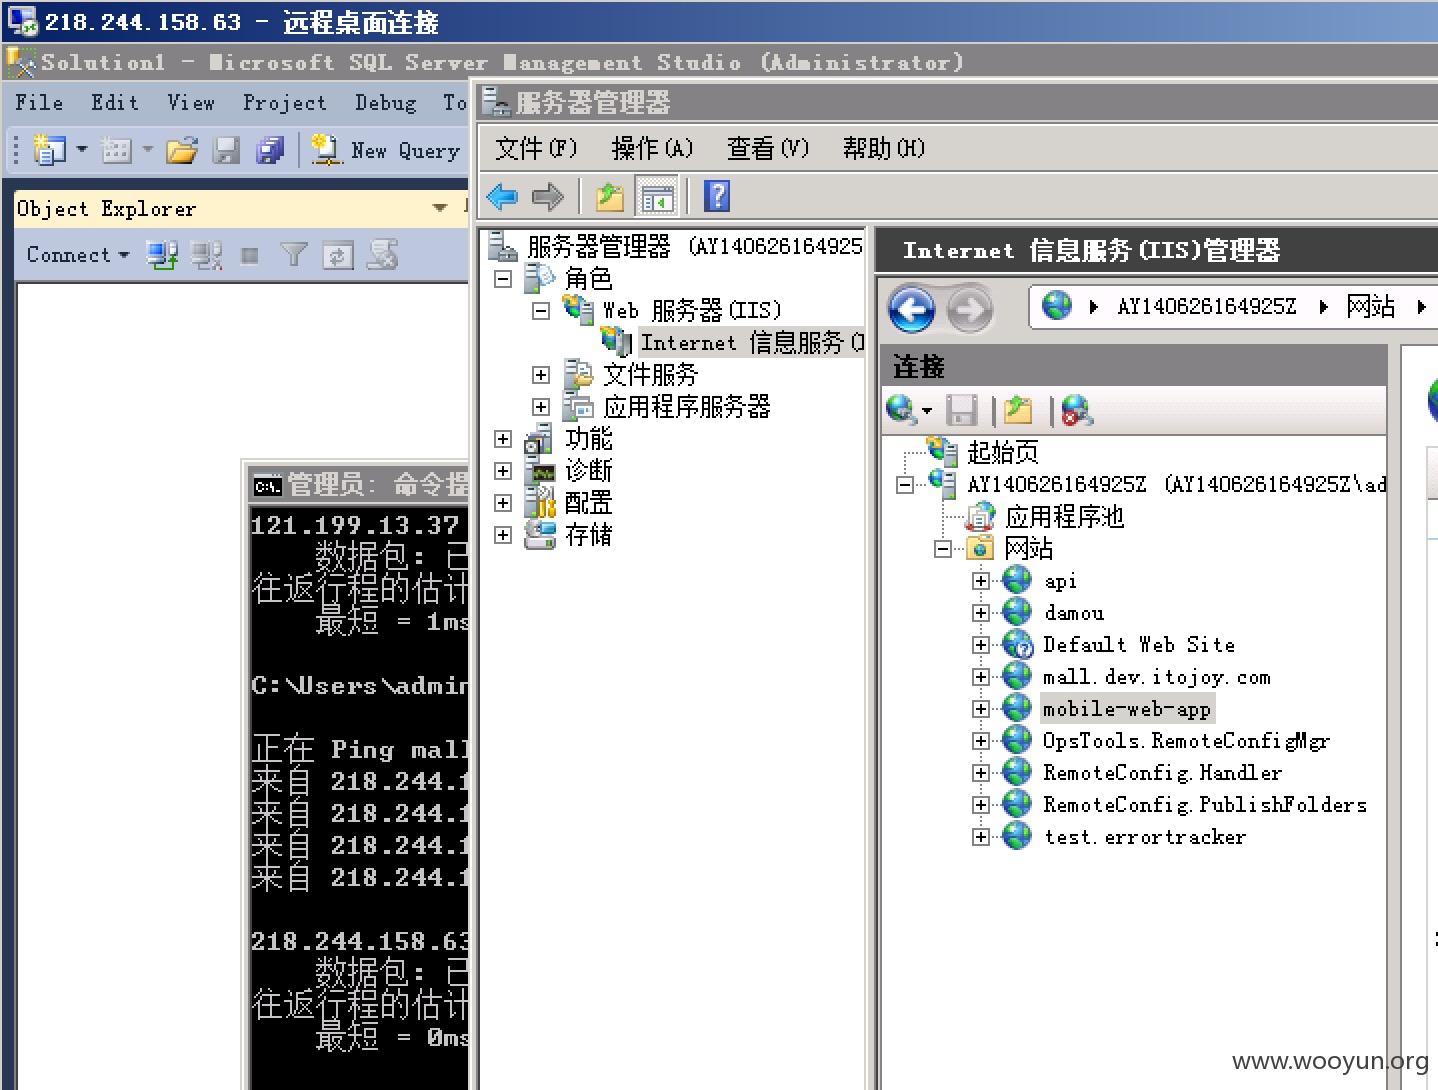 218.244.158.63 - 远程桌面连接
Solution1 - Microsoft SQL Server Management Studio (Administrator)
File Edit View Project Debug To
New Query
Object Explorer
Connect
管理员: 命令提
121.199.13.37
数据包: 已
往返行程的估计
最短 = 1ms
C:\Users\admin
正在 Ping mall
来自 218.244.1
来自 218.244.1
来自 218.244.1
来自 218.244.1
218.244.158.63
数据包: 已
往返行程的估计
最短 = 0ms
服务器管理器
文件(F) 操作(A) 查看(V) 帮助(H)
服务器管理器 (AY140626164925
角色
Web 服务器(IIS)
Internet 信息服务(I
文件服务
应用程序服务器
功能
诊断
配置
存储
Internet 信息服务(IIS)管理器
AY140626164925Z 网站
连接
起始页
AY140626164925Z (AY140626164925Z\ad
应用程序池
网站
api
damou
Default Web Site
mall.dev.itojoy.com
mobile-web-app
OpsTools.RemoteConfigMgr
RemoteConfig.Handler
RemoteConfig.PublishFolders
test.errortracker
www.wooyun.org